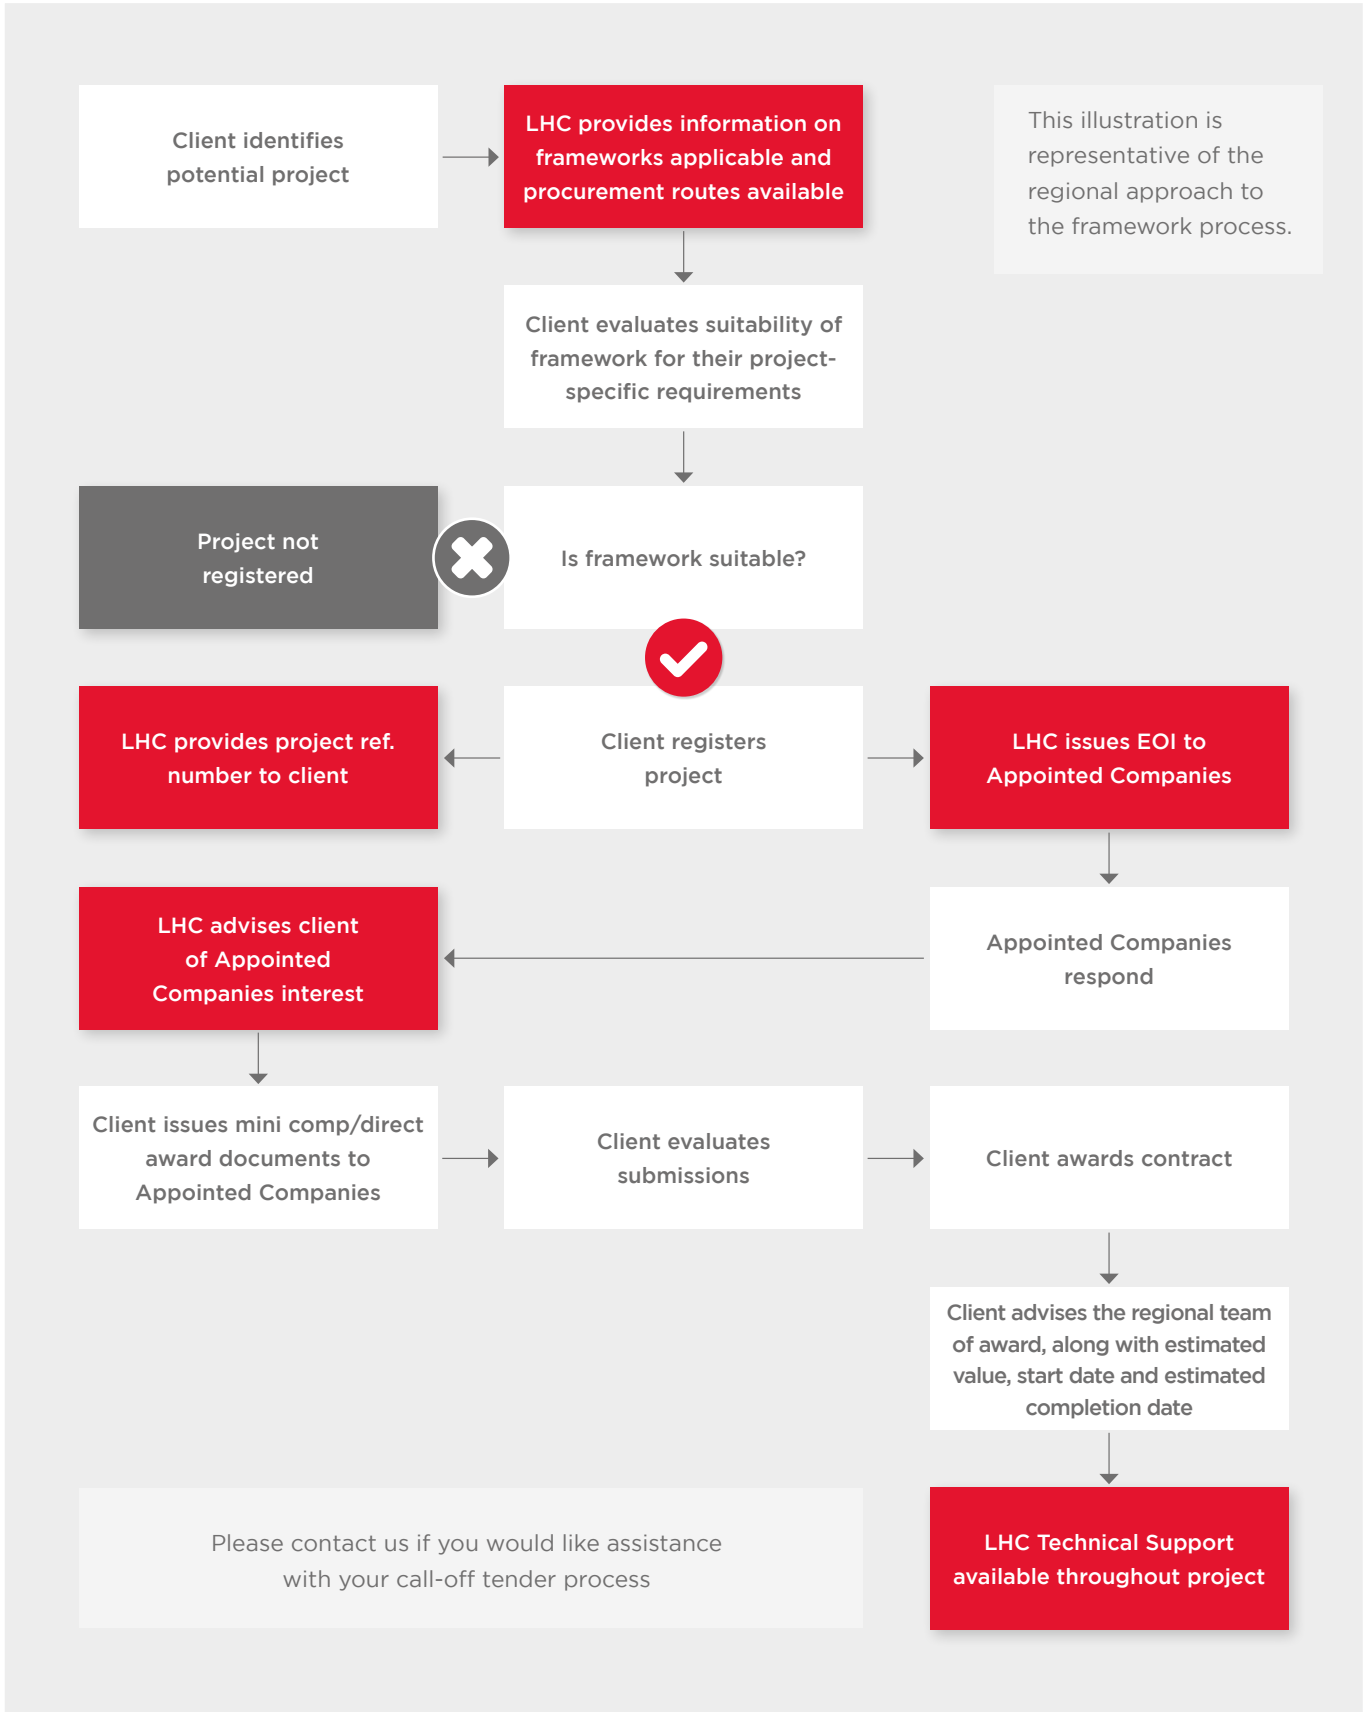 Client identifies
potential project
LHC provides information on
frameworks applicable and
procurement routes available
This illustration is
representative of the
regional approach to
the framework process.
Client evaluates suitability of
framework for their project-
specific requirements
Project not
registered
Is framework suitable?
LHC provides project ref.
number to client
Client registers
project
LHC issues EOI to
Appointed Companies
LHC advises client
of Appointed
Companies interest
Appointed Companies
respond
Client issues mini comp/direct
award documents to
Appointed Companies
Client evaluates
submissions
Client awards contract
Client advises the regional team
of award, along with estimated
value, start date and estimated
completion date
Please contact us if you would like assistance
with your call-off tender process
LHC Technical Support
available throughout project